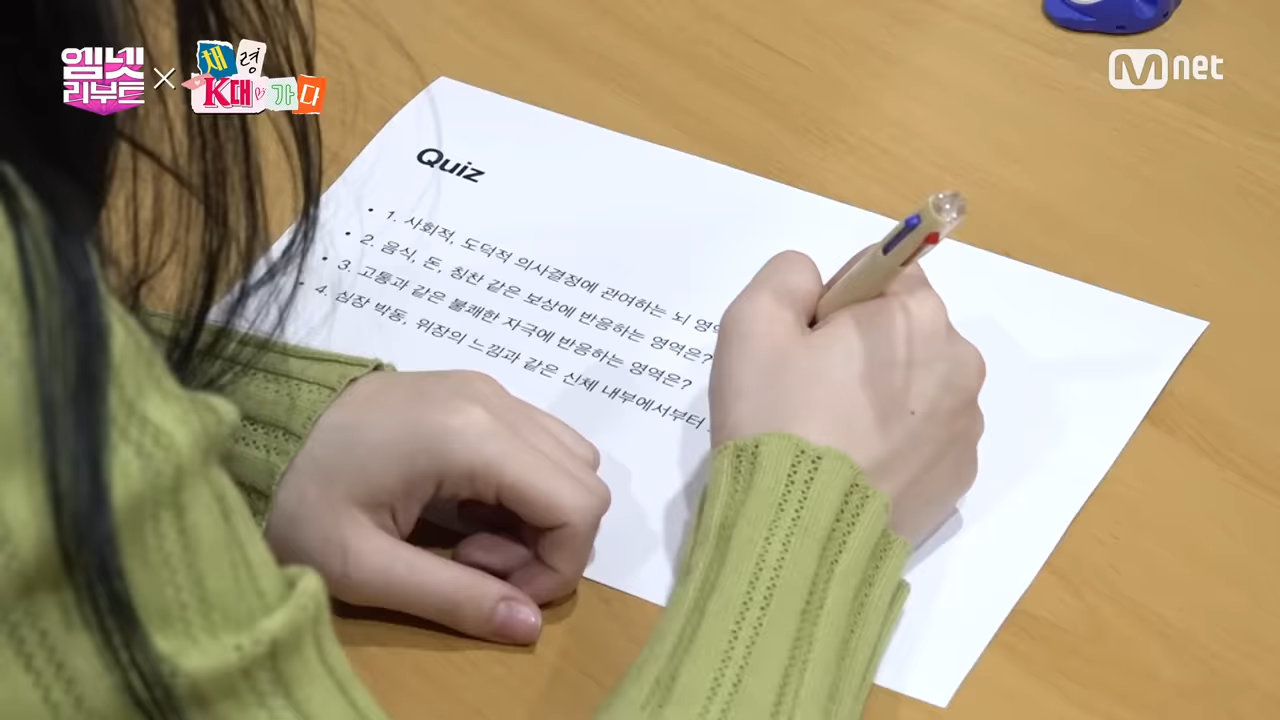 엠넷
리부트
×
채령
K대 가다
Mnet
Quiz
• 1. 사회적, 도덕적 의사결정에 관여하는 뇌
• 2. 음식, 돈, 칭찬 같은 보상에 반응하는 영역은?
• 3. 고통과 같은 불쾌한 자극에 반응하는 영역은?
• 4. 심장 박동, 위장의 느낌과 같은 신체 내부에서부터